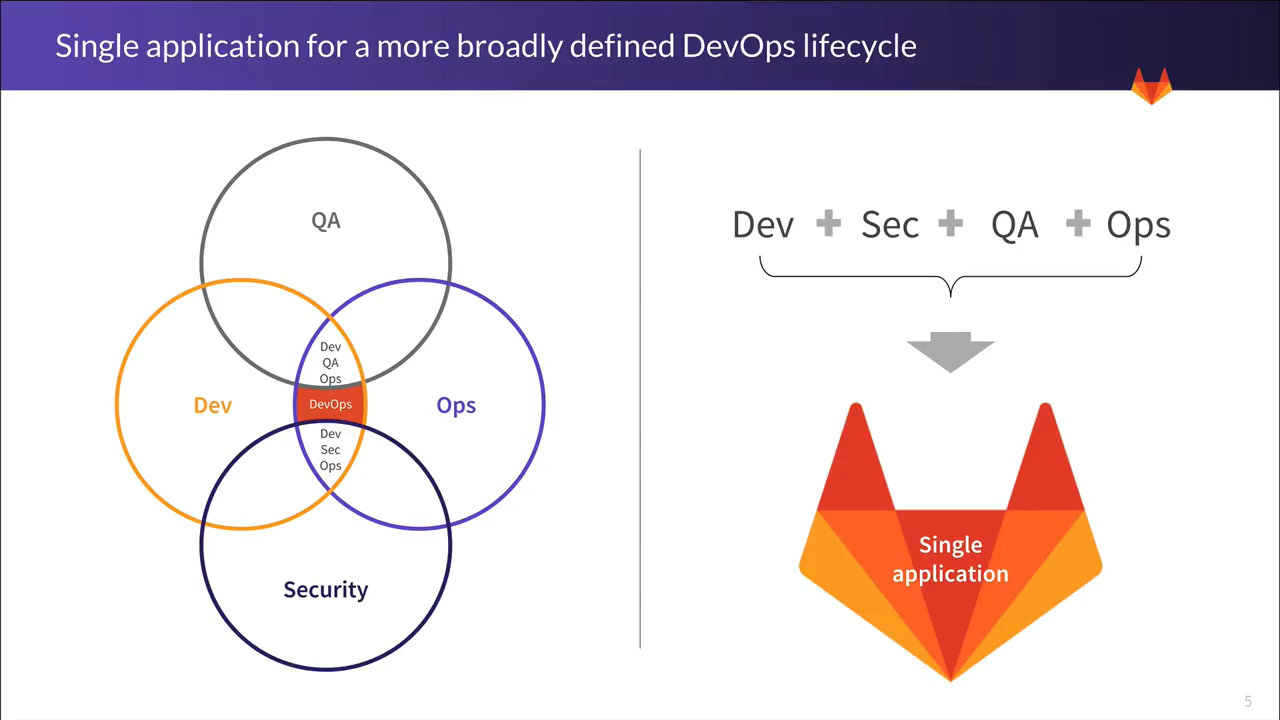 Single application for a more broadly defined DevOps lifecycle
QA
Dev
QA
Ops
Dev
DevOps
Ops
Dev
Sec
Ops
Security
Dev + Sec + QA + Ops
Single
application
5